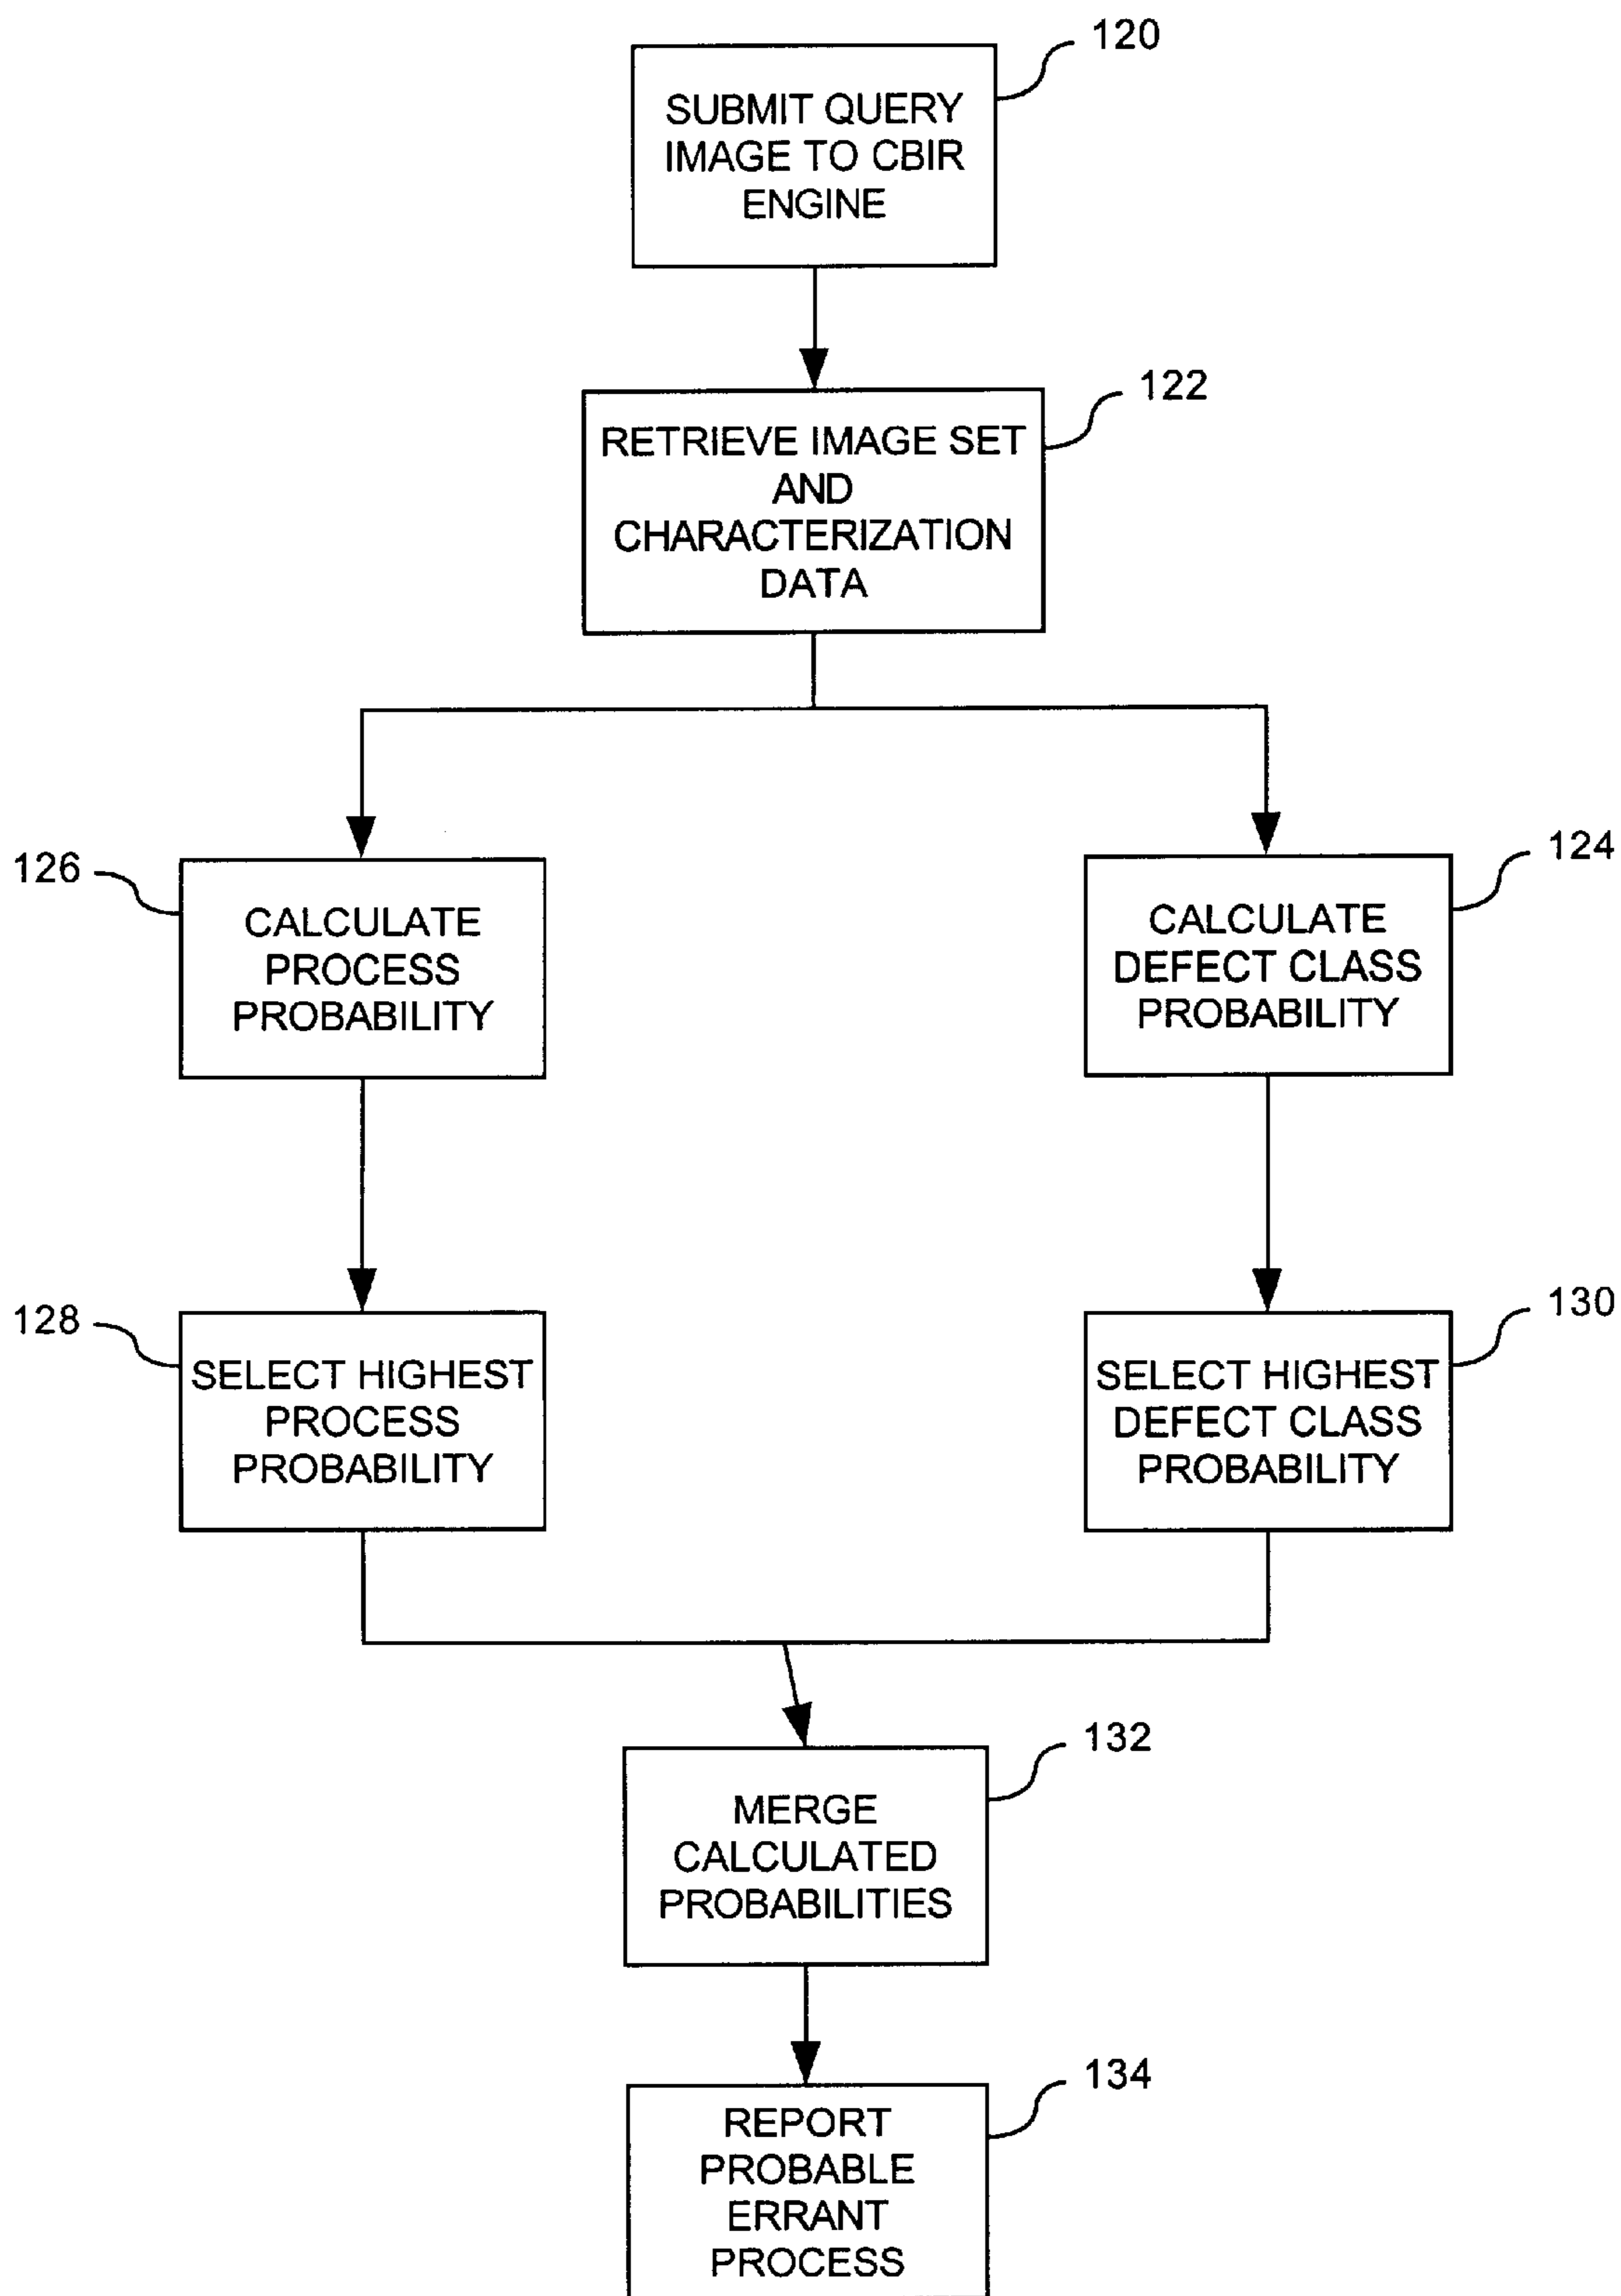 120
SUBMIT QUERY
IMAGE TO CBIR
ENGINE
122
RETRIEVE IMAGE SET
AND
CHARACTERIZATION
DATA
126
CALCULATE
PROCESS
PROBABILITY
124
CALCULATE
DEFECT CLASS
PROBABILITY
128
SELECT HIGHEST
PROCESS
PROBABILITY
130
SELECT HIGHEST
DEFECT CLASS
PROBABILITY
132
MERGE
CALCULATED
PROBABILITIES
134
REPORT
PROBABLE
ERRANT
PROCESS